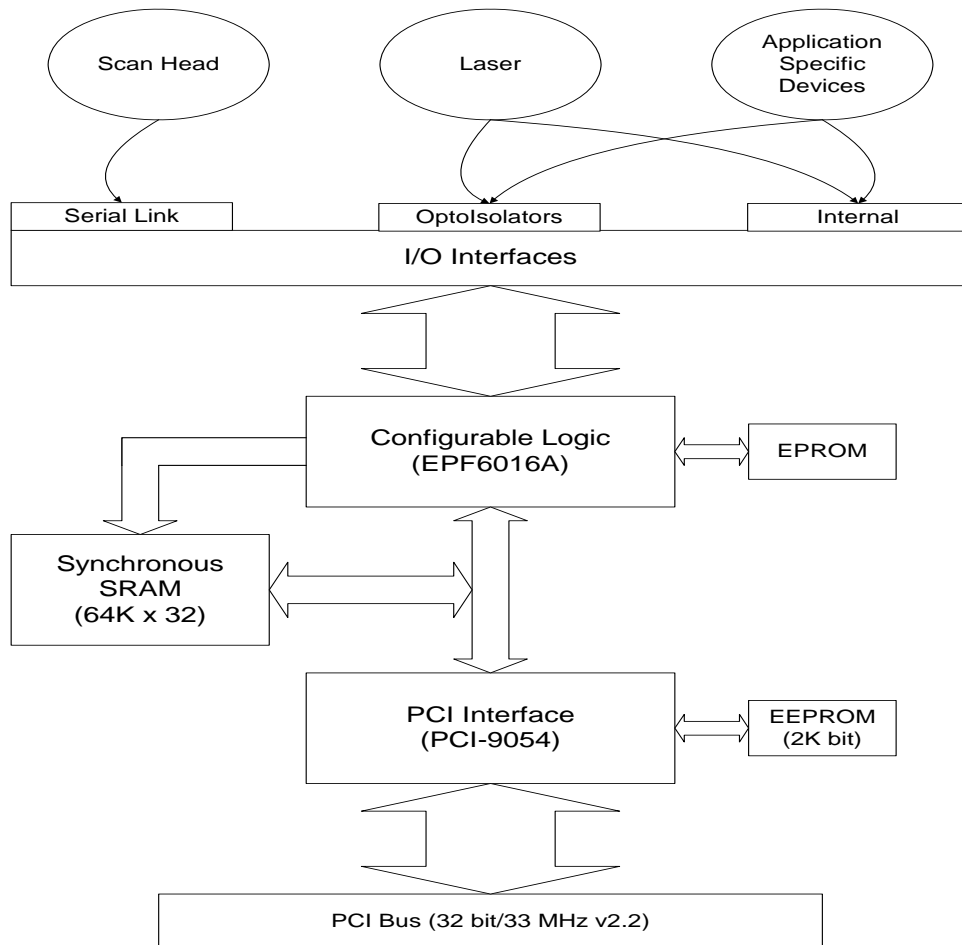 Scan Head
Laser
Application
Specific
Devices
Serial Link
OptoIsolators
Internal
I/O Interfaces
Configurable Logic
(EPF6016A)
EPROM
Synchronous
SRAM
(64K x 32)
PCI Interface
(PCI-9054)
EEPROM
(2K bit)
PCI Bus (32 bit/33 MHz v2.2)